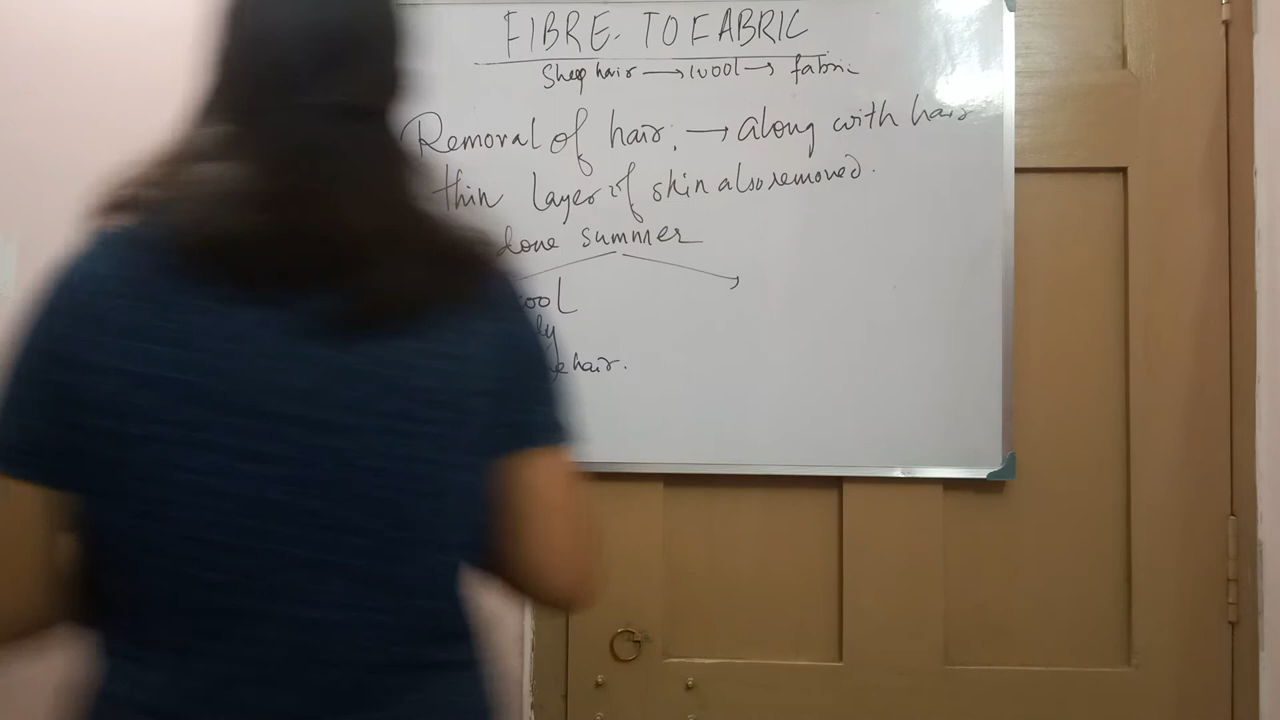 FIBRE TO FABRIC
Sheep hair → wool → fabric
Removal of hair: → along with hair
thin layer of skin also removed.
done summer
hair.